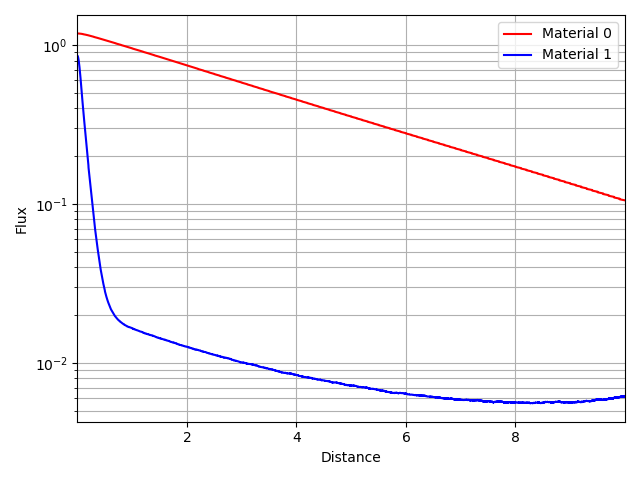 Material 0
Material 1
Flux
10⁰
10⁻¹
10⁻²
2 4 6 8
Distance